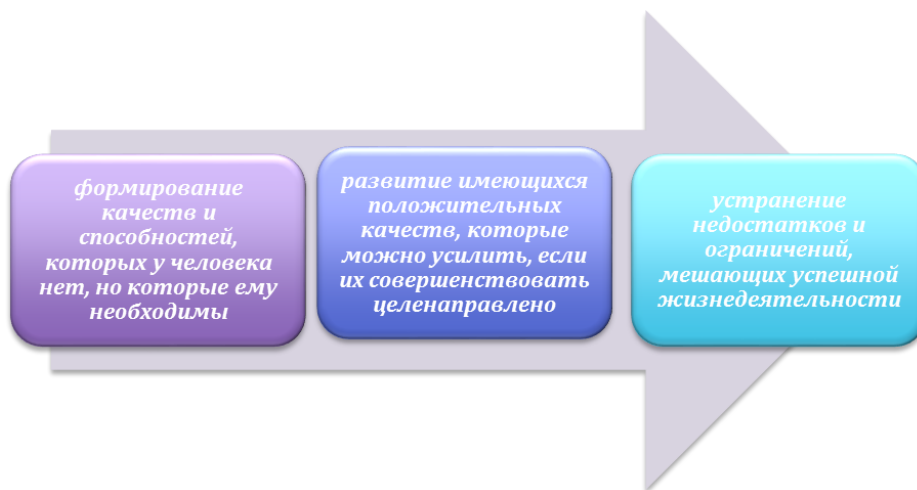 формирование
качеств и
способностей,
которых у человека
нет, но которые ему
необходимы
развитие имеющихся
положительных
качеств, которые
можно усилить, если
их совершенствовать
целенаправлено
устранение
недостатков и
ограничений,
мешающих успешной
жизнедеятельности